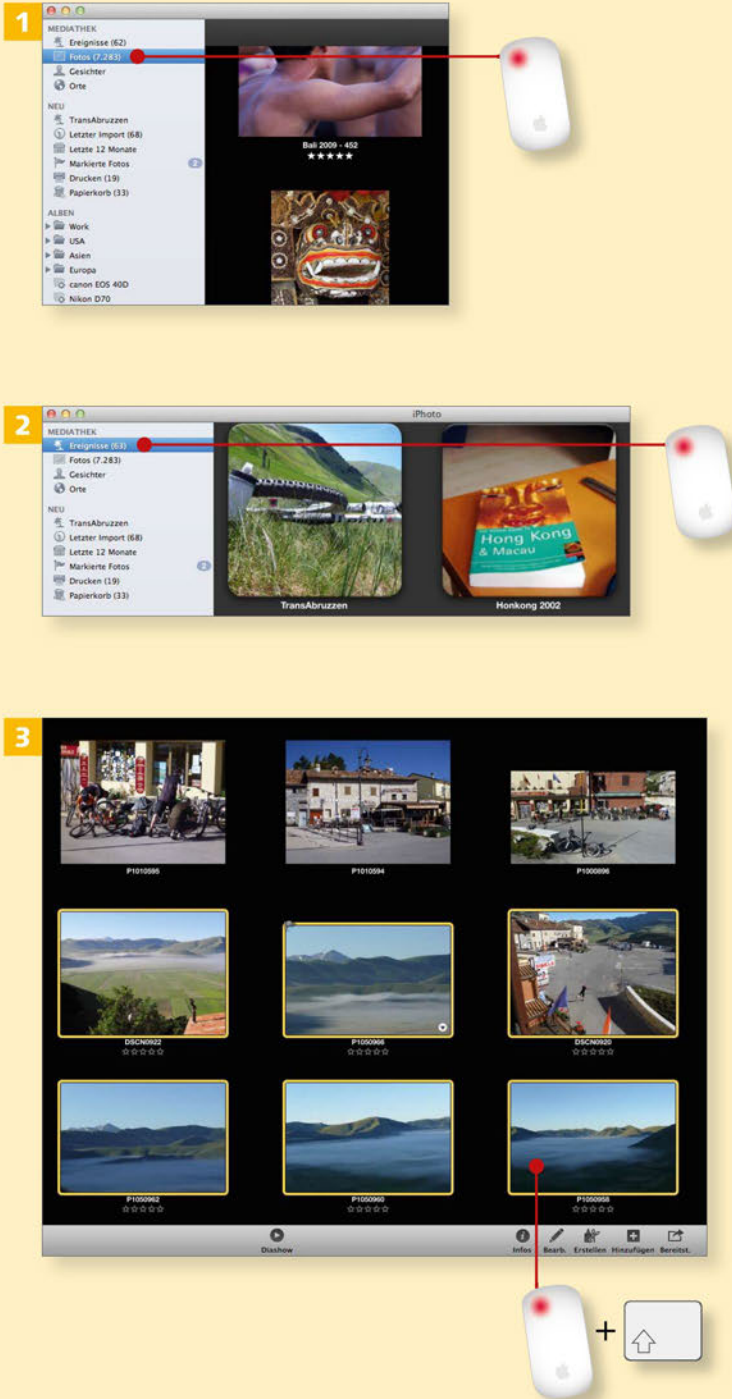 1
MEDIATHEK
Ereignisse (62)
Fotos (7.283)
Gesichter
Orte
NEU
TransAbruzzen
Letzter Import (68)
Letzte 12 Monate
Markierte Fotos 2
Drucken (19)
Papierkorb (33)
ALBEN
Work
USA
Asien
Europa
canon EOS 40D
Nikon D70
Bali 2009 - 452
★★★★★
2
iPhoto
MEDIATHEK
Ereignisse (63)
Fotos (7.283)
Gesichter
Orte
NEU
TransAbruzzen
Letzter Import (68)
Letzte 12 Monate
Markierte Fotos 2
Drucken (19)
Papierkorb (33)
Hong Kong
& Macau
TransAbruzzen
Honkong 2002
3
P1010595
P1010594
P1000896
DSCN0922
☆☆☆☆☆
P1050966
☆☆☆☆☆
DSCN0920
☆☆☆☆☆
P1050962
☆☆☆☆☆
P1050960
☆☆☆☆☆
P1050958
☆☆☆☆☆
Diashow
Infos
Bearb.
Erstellen
Hinzufügen
Bereitst.
+